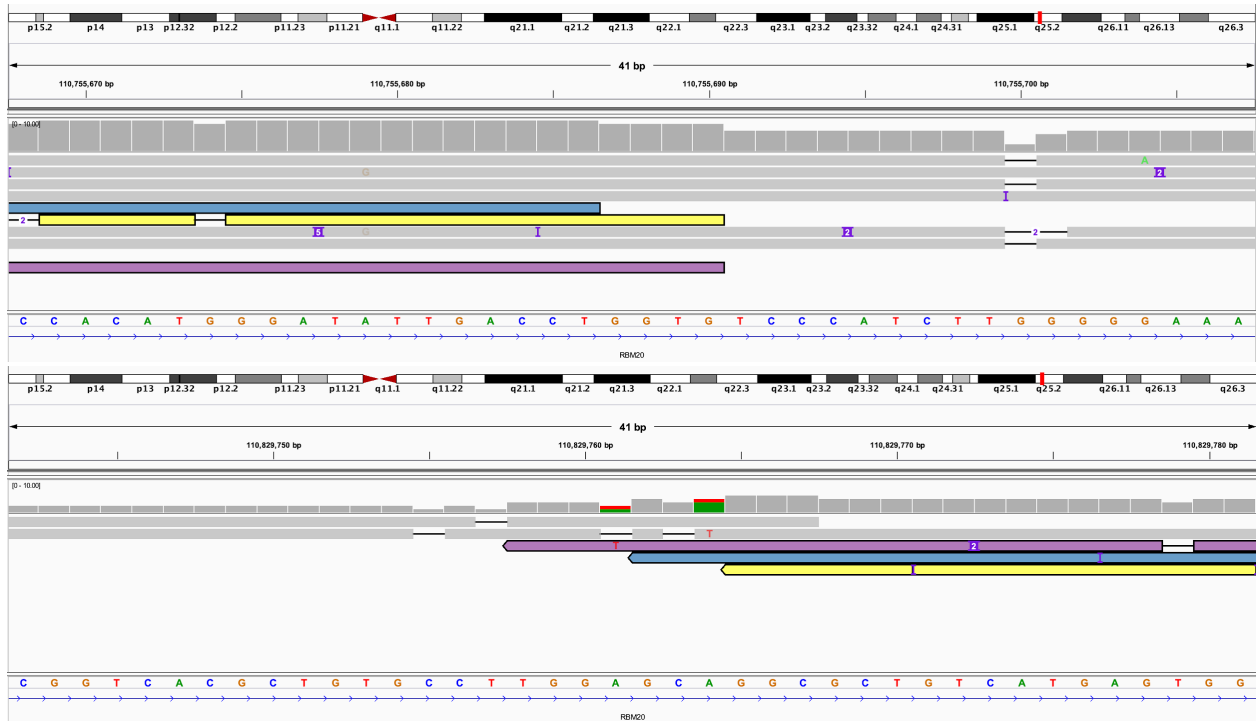 p15.2 p14 p13 p12.32 p12.2 p11.23 p11.21 q11.1 q11.22 q21.1 q21.2 q21.3 q22.1 q22.3 q23.1 q23.2 q23.32 q24.1 q24.31 q25.1 q25.2 q26.11 q26.13 q26.3
41 bp
110,755,670 bp 110,755,680 bp 110,755,690 bp 110,755,700 bp
[0 - 10.00]
A
G 2
2
5 G 2 2
C C A C A T G G G A T A T T G A C C T G G T G T C C C A T C T T G G G G G A A A
RBM20
p15.2 p14 p13 p12.32 p12.2 p11.23 p11.21 q11.1 q11.22 q21.1 q21.2 q21.3 q22.1 q22.3 q23.1 q23.2 q23.32 q24.1 q24.31 q25.1 q25.2 q26.11 q26.13 q26.3
41 bp
110,829,750 bp 110,829,760 bp 110,829,770 bp 110,829,780 bp
[0 - 10.00]
T
T 2
C G G T C A C G C T G T G C C T T G G A G C A G G C G C T G T C A T G A G T G G
RBM20